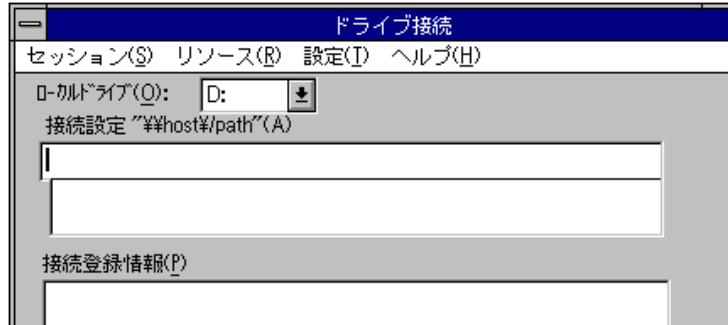 ドライブ接続
セッション(S) リソース(R) 設定(T) ヘルプ(H)
ﾛｰｶﾙﾄﾞﾗｲﾌﾞ(O): D:
接続設定 "¥¥host¥/path"(A)
接続登録情報(P)